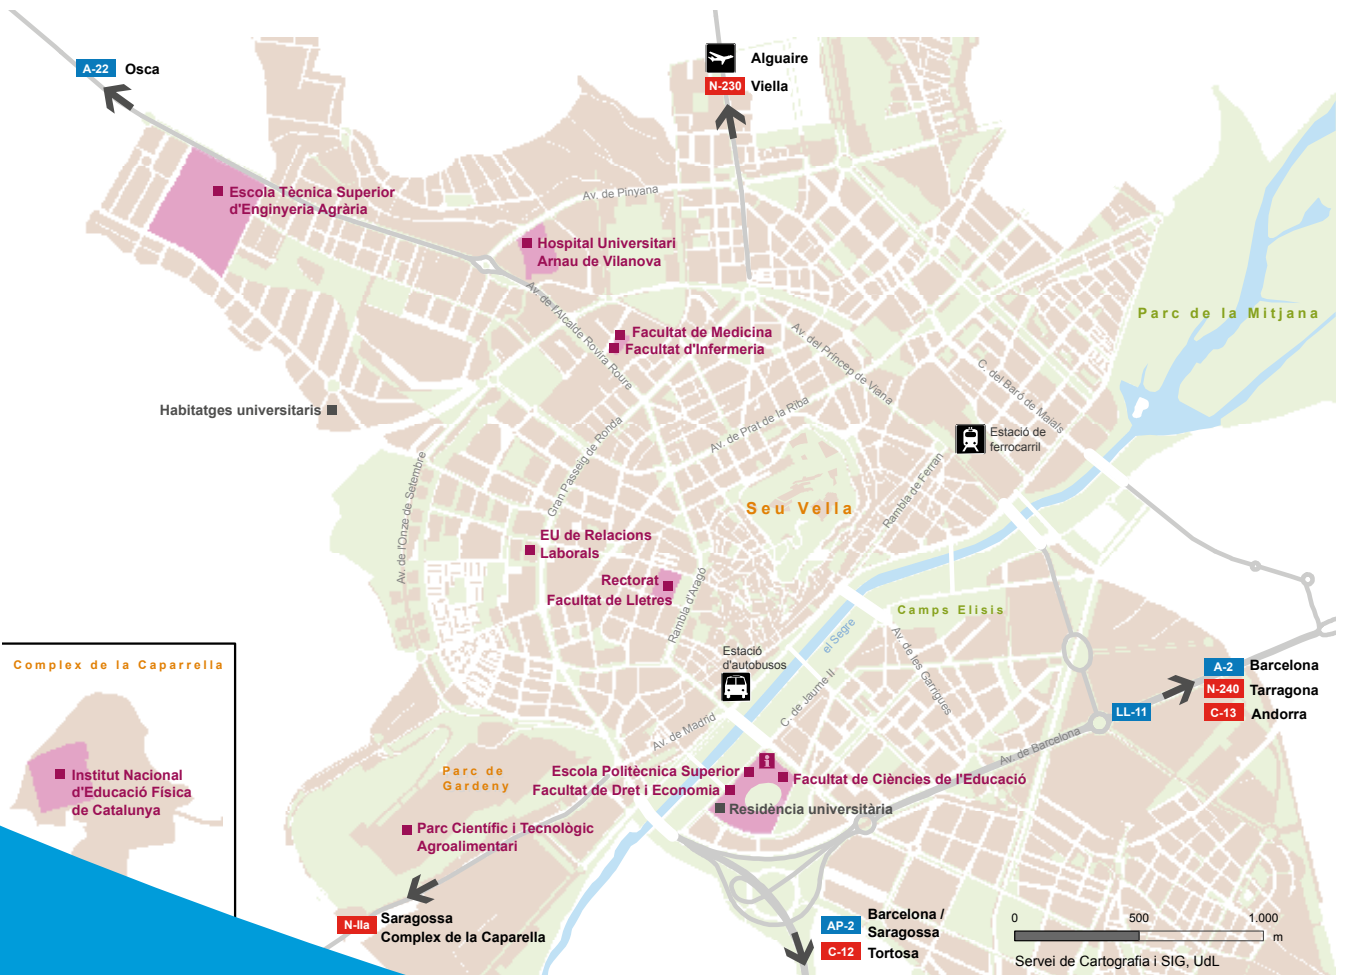 A-22 Osca
Alguaire
N-230 Viella
Escola Tècnica Superior
d'Enginyeria Agrària
Av. de Pinyana
Hospital Universitari
Arnau de Vilanova
Av. de l'Alcalde Rovira Roure
Parc de la Mitjana
Facultat de Medicina
Facultat d'Infermeria
Av. del Príncep de Viana
C. del Baró de Maials
Habitatges universitaris
Av. de Prat de la Riba
Gran Passeig de Ronda
Estació de
ferrocarril
Av. de l'Onze de Setembre
Rambla de Ferran
Seu Vella
EU de Relacions
Laborals
Rectorat
Facultat de Lletres
Rambla d'Aragó
Camps Elisis
el Segre
Av. de les Garrigues
Estació
d'autobusos
C. de Jaume II
Av. de Madrid
A-2 Barcelona
N-240 Tarragona
LL-11
C-13 Andorra
Av. de Barcelona
Complex de la Caparrella
Institut Nacional
d'Educació Física
de Catalunya
Parc de
Gardeny
i
Escola Politècnica Superior
Facultat de Ciències de l'Educació
Facultat de Dret i Economia
Residència universitària
Parc Científic i Tecnològic
Agroalimentari
N-IIa Saragossa
Complex de la Caparella
AP-2 Barcelona /
Saragossa
C-12 Tortosa
0 500 1.000
m
Servei de Cartografia i SIG, UdL